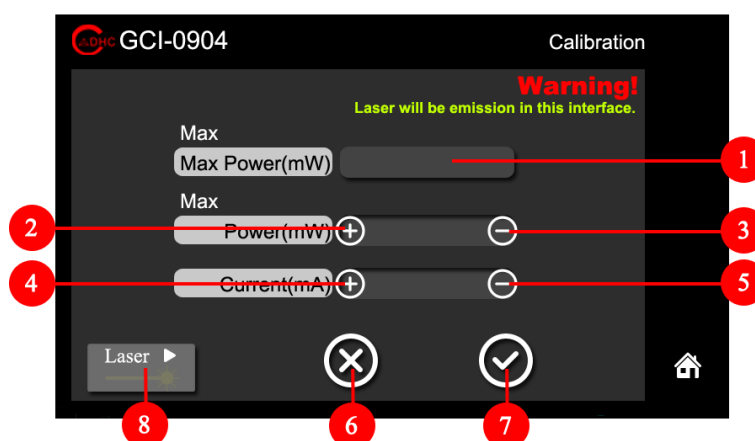 CDHC GCI-0904 Calibration
Warning!
Laser will be emission in this interface.
Max
Max Power(mW)
1
Max
2
Power(mW)
3
4
Current(mA)
5
Laser
8
6
7